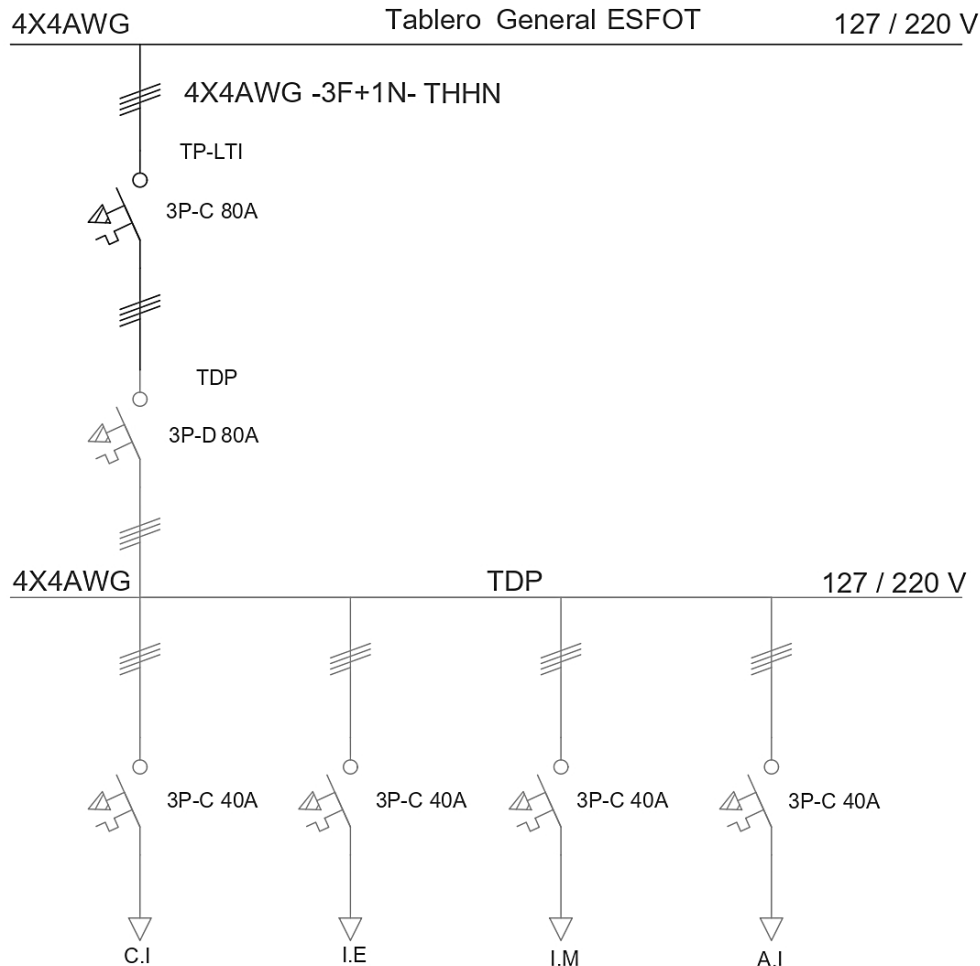 4X4AWG Tablero General ESFOT 127 / 220 V
4X4AWG -3F+1N- THHN
TP-LTI
3P-C 80A
TDP
3P-D 80A
4X4AWG TDP 127 / 220 V
3P-C 40A 3P-C 40A 3P-C 40A 3P-C 40A
C.I I.E I.M A.I